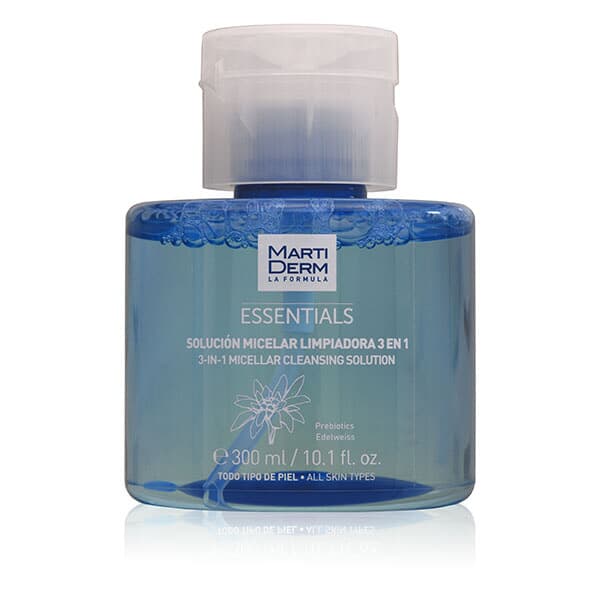 MARTI
DERM
LA FORMULA
ESSENTIALS
SOLUCIÓN MICELAR LIMPIADORA 3 EN 1
3-IN-1 MICELLAR CLEANSING SOLUTION
Prebiotics
Edelweiss
℮ 300 ml / 10.1 fl. oz.
TODO TIPO DE PIEL • ALL SKIN TYPES